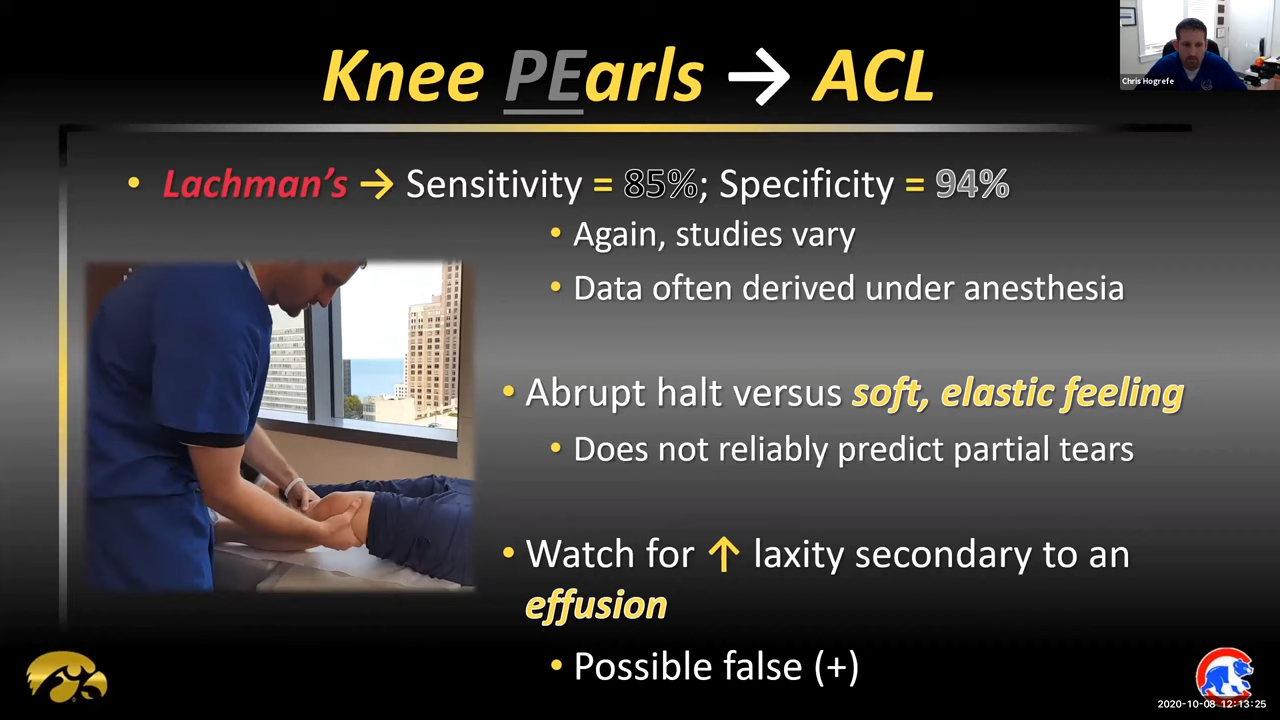 Knee PEarls → ACL
Chris Hogrefe
• Lachman's → Sensitivity = 85%; Specificity = 94%
• Again, studies vary
• Data often derived under anesthesia
• Abrupt halt versus soft, elastic feeling
• Does not reliably predict partial tears
• Watch for ↑ laxity secondary to an
effusion
• Possible false (+)
2020-10-08 12:13:25